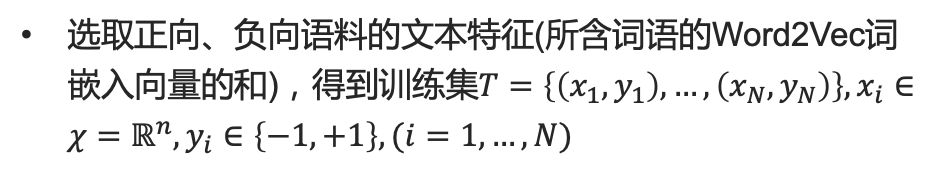 • 选取正向、负向语料的文本特征(所含词语的Word2Vec词
嵌入向量的和)，得到训练集𝑇 = {(𝑥₁, 𝑦₁), … , (𝑥_N, 𝑦_N)}, 𝑥ᵢ ∈
𝜒 = ℝⁿ, 𝑦ᵢ ∈ {−1, +1}, (𝑖 = 1, … , 𝑁)